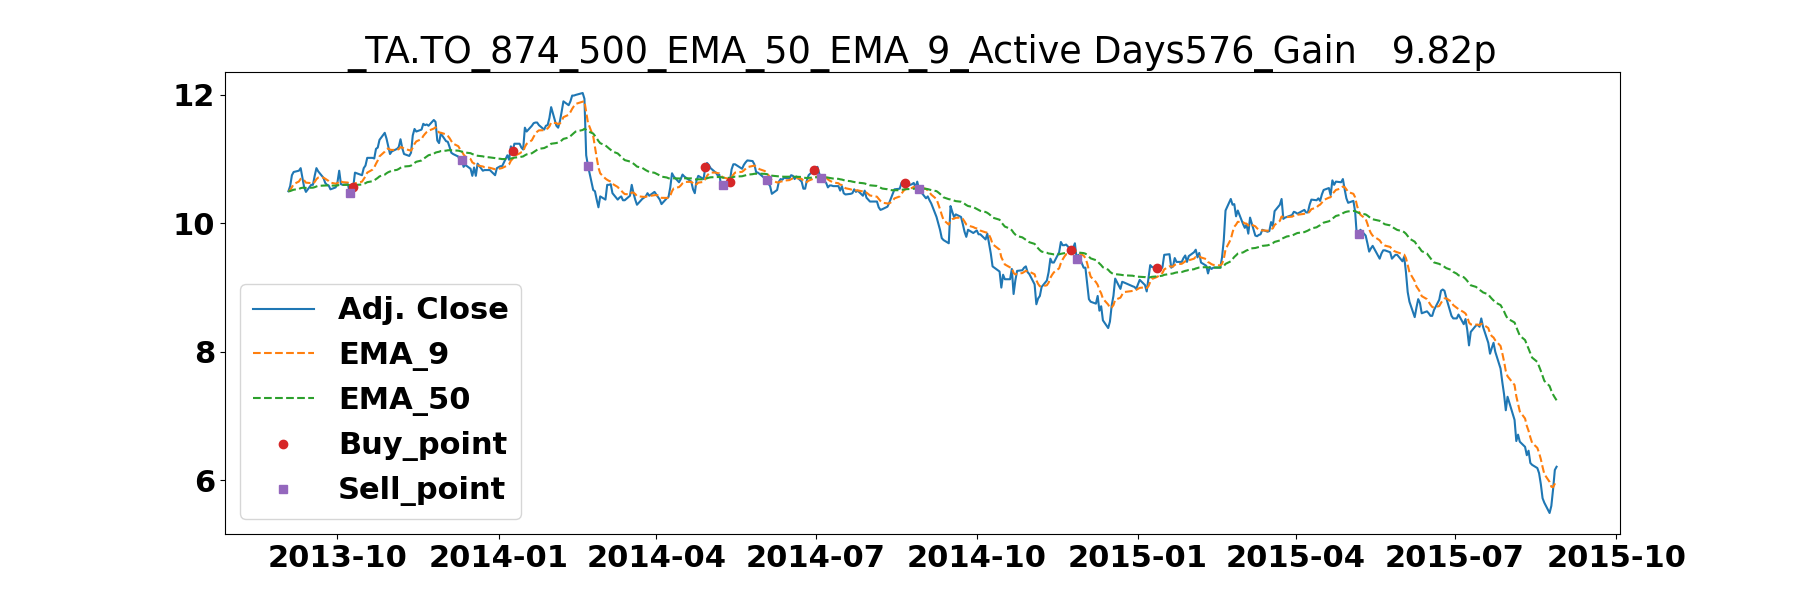 _TA.TO_874_500_EMA_50_EMA_9_Active Days576_Gain   9.82p
12
10
8
6
Adj. Close
EMA_9
EMA_50
Buy_point
Sell_point
2013-10 2014-01 2014-04 2014-07 2014-10 2015-01 2015-04 2015-07 2015-10